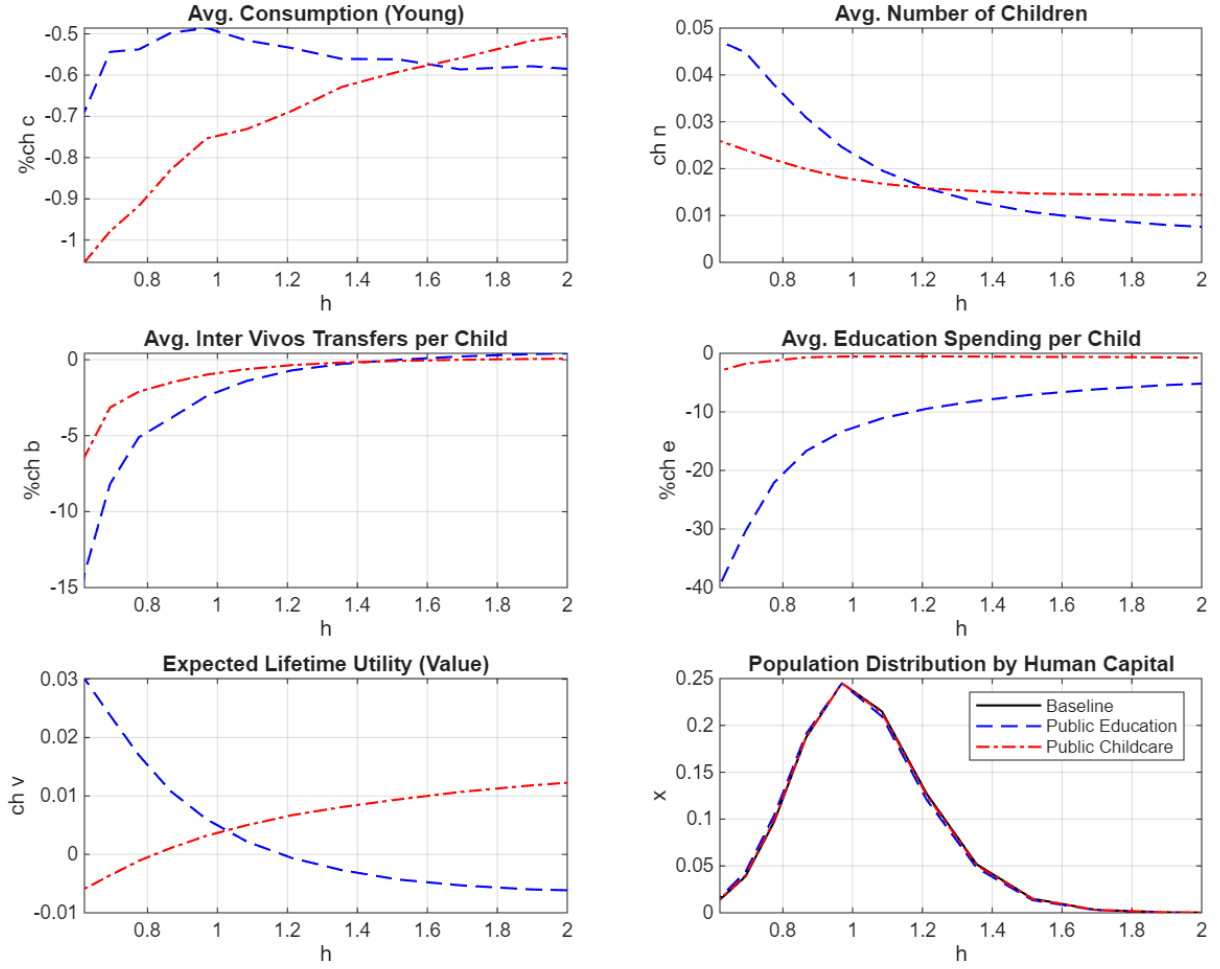 Avg. Consumption (Young)
%ch c
-0.5
-0.6
-0.7
-0.8
-0.9
-1
0.8 1 1.2 1.4 1.6 1.8 2
h
Avg. Number of Children
ch n
0.05
0.04
0.03
0.02
0.01
0
0.8 1 1.2 1.4 1.6 1.8 2
h
Avg. Inter Vivos Transfers per Child
%ch b
0
-5
-10
-15
0.8 1 1.2 1.4 1.6 1.8 2
h
Avg. Education Spending per Child
%ch e
0
-10
-20
-30
-40
0.8 1 1.2 1.4 1.6 1.8 2
h
Expected Lifetime Utility (Value)
ch v
0.03
0.02
0.01
0
-0.01
0.8 1 1.2 1.4 1.6 1.8 2
h
Population Distribution by Human Capital
x
0.25
0.2
0.15
0.1
0.05
0
0.8 1 1.2 1.4 1.6 1.8 2
h
Baseline
Public Education
Public Childcare